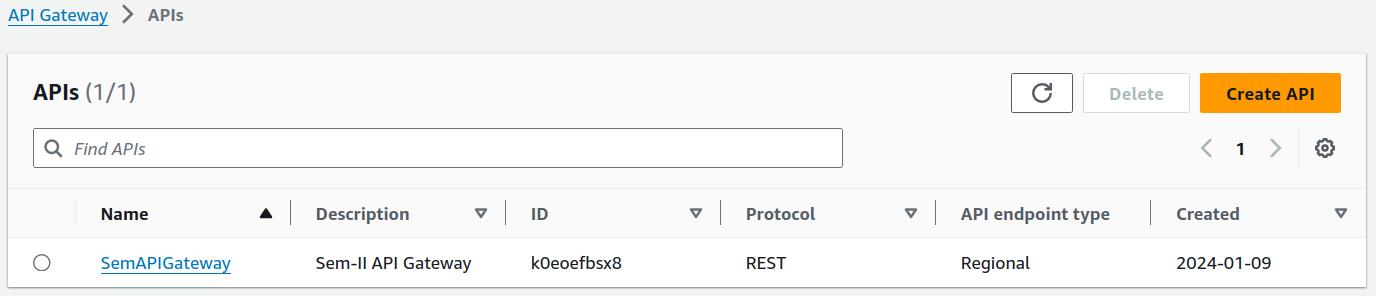 API Gateway > APIs
APIs (1/1)
Delete
Create API
Find APIs
1
Name Description ID Protocol API endpoint type Created
SemAPIGateway Sem-II API Gateway k0eoefbsx8 REST Regional 2024-01-09